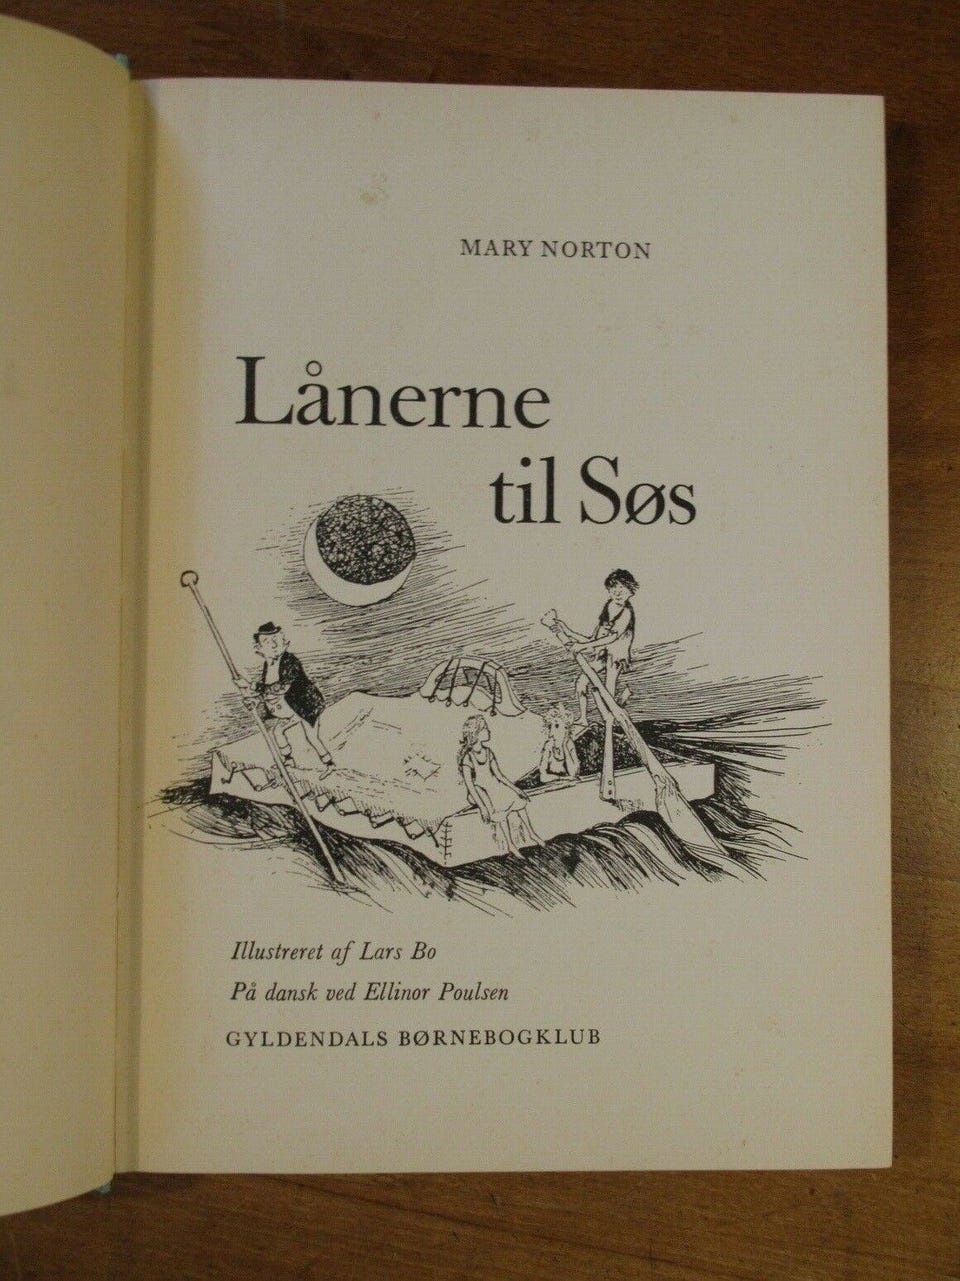 MARY NORTON
Lånerne
til Søs
Illustreret af Lars Bo
På dansk ved Ellinor Poulsen
GYLDENDALS BØRNEBOGKLUB